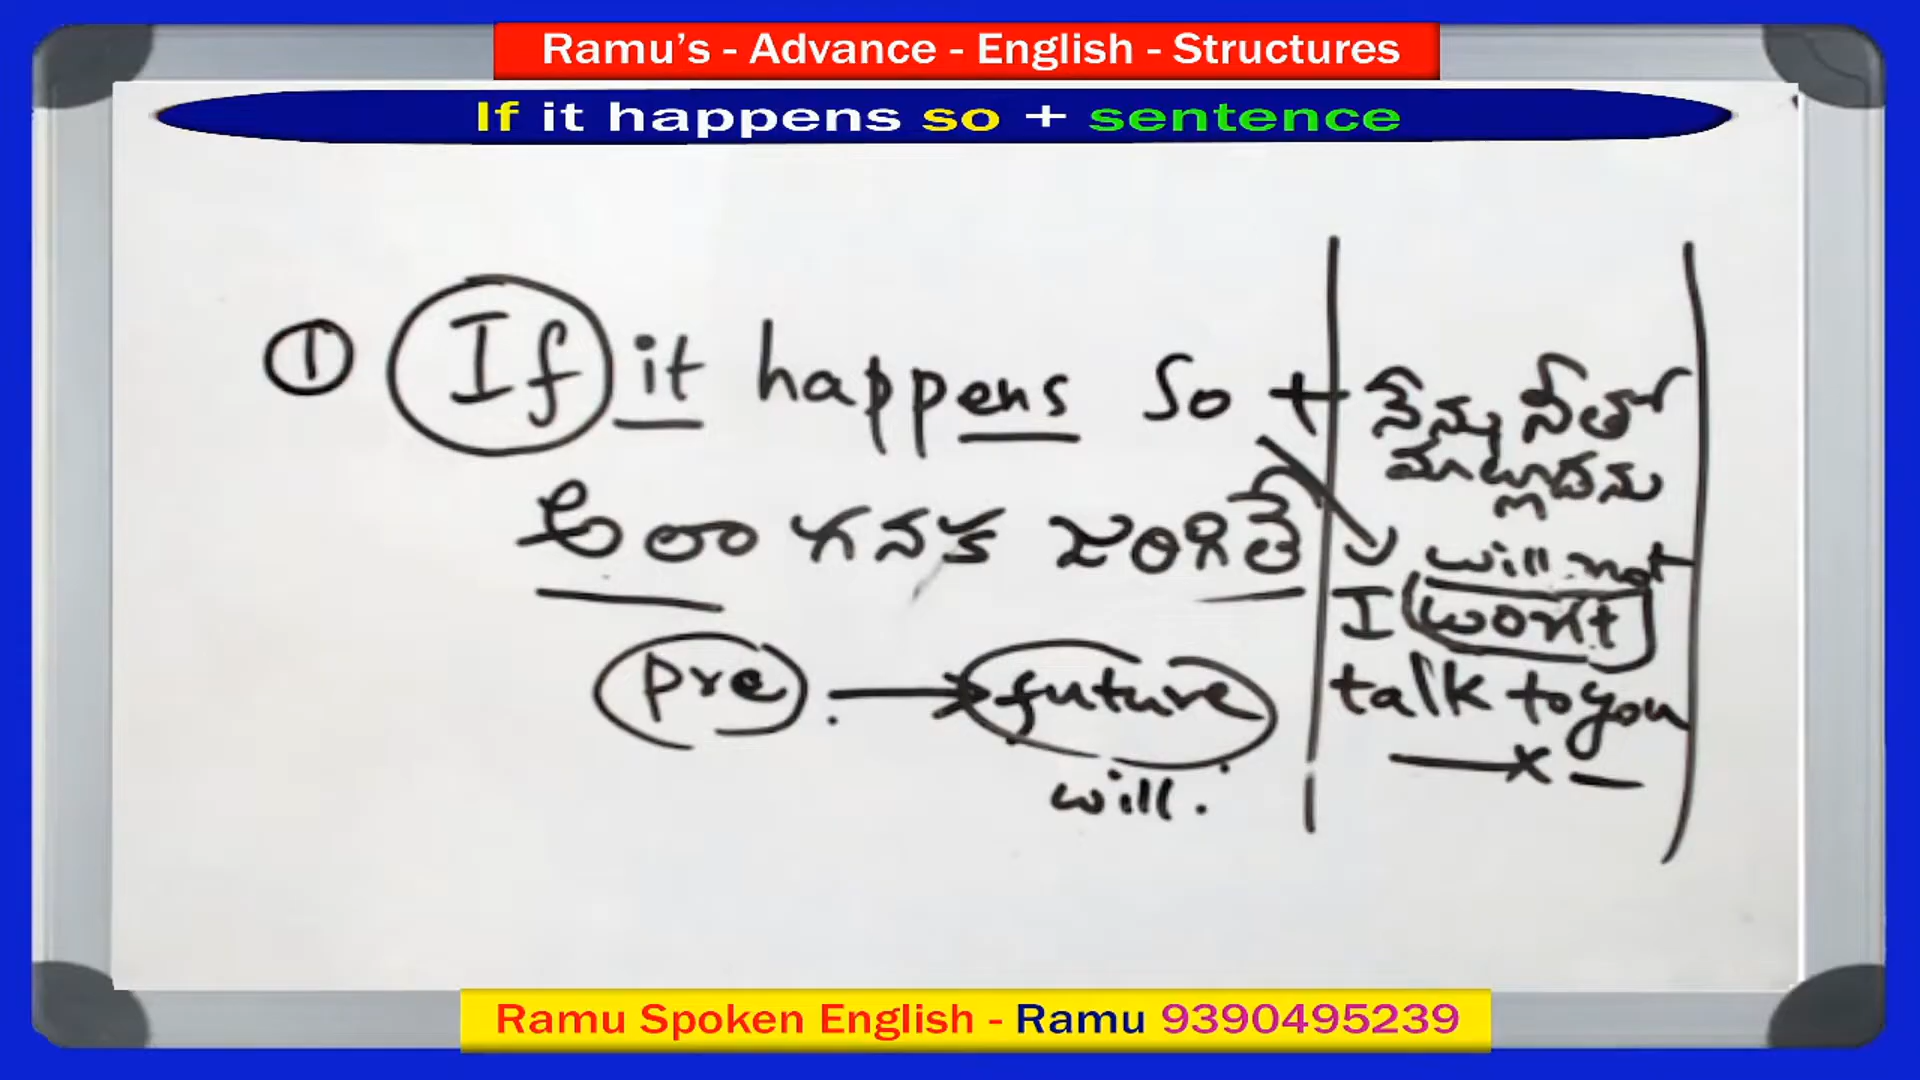 Ramu's - Advance - English - Structures
If it happens so + sentence
① If it happens so + నేను నీతో
మాట్లాడను
అలా గనక జరిగితే
will not
I won't
talk to you
pre. → future
will.
Ramu Spoken English - Ramu 9390495239